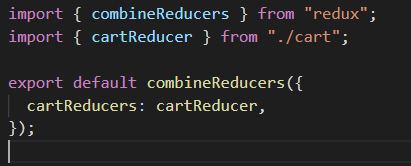 import { combineReducers } from "redux";
import { cartReducer } from "./cart";
export default combineReducers({
cartReducers: cartReducer,
});